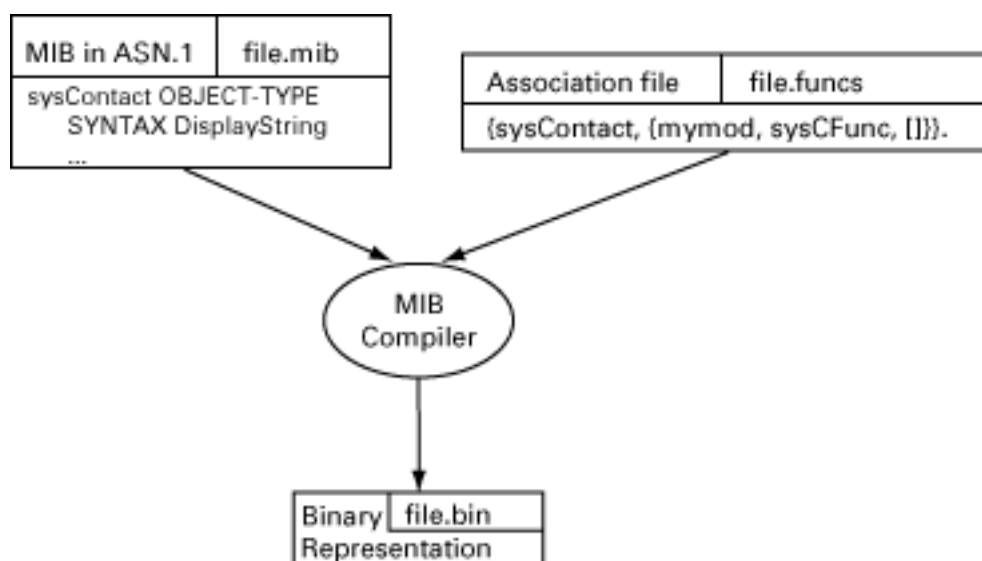 MIB in ASN.1
file.mib
sysContact OBJECT-TYPE
SYNTAX DisplayString
...
Association file
file.funcs
{sysContact, {mymod, sysCFunc, []}}.
MIB
Compiler
Binary
file.bin
Representation